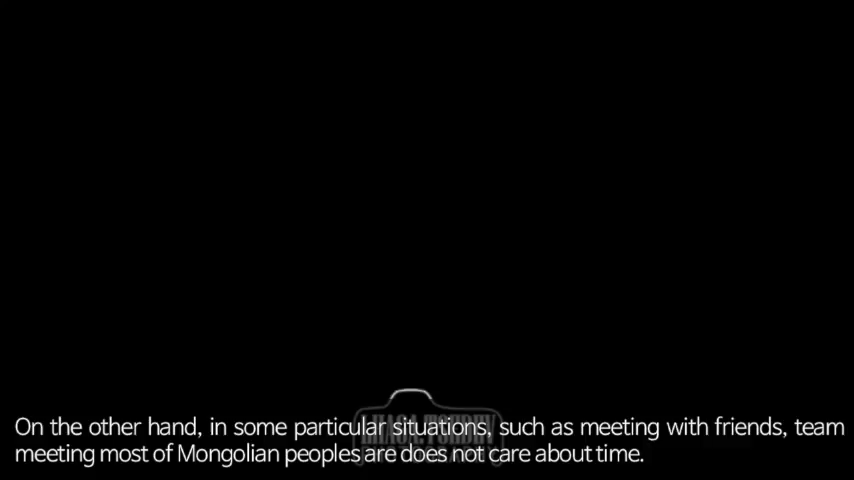 On the other hand, in some particular situations, such as meeting with friends, team
meeting most of Mongolian peoples are does not care about time.